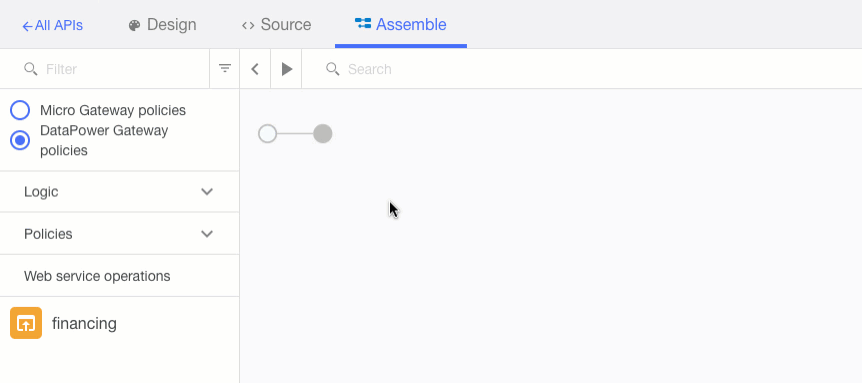 All APIs
Design
Source
Assemble
Filter
Search
Micro Gateway policies
DataPower Gateway
policies
Logic
Policies
Web service operations
financing